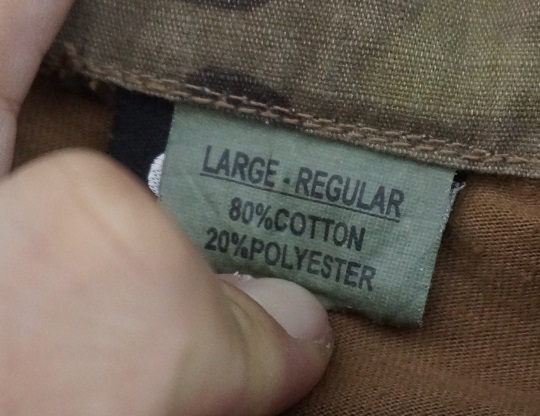 LARGE - REGULAR
80%COTTON
20%POLYESTER